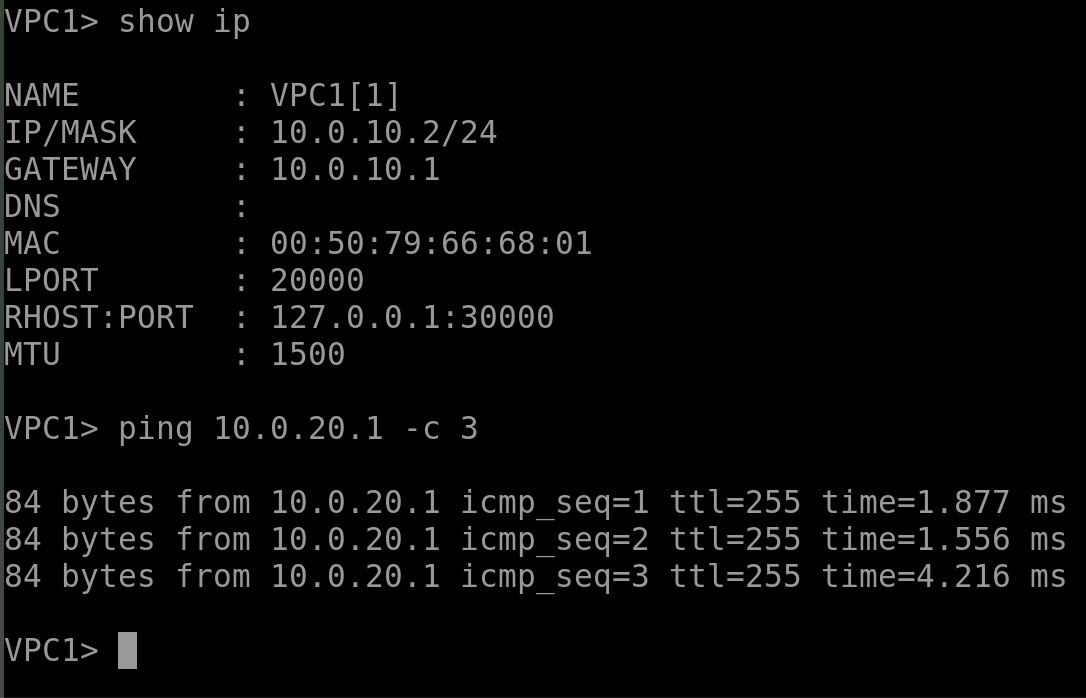 VPC1> show ip
NAME        : VPC1[1]
IP/MASK     : 10.0.10.2/24
GATEWAY     : 10.0.10.1
DNS         :
MAC         : 00:50:79:66:68:01
LPORT       : 20000
RHOST:PORT  : 127.0.0.1:30000
MTU         : 1500
VPC1> ping 10.0.20.1 -c 3
84 bytes from 10.0.20.1 icmp_seq=1 ttl=255 time=1.877 ms
84 bytes from 10.0.20.1 icmp_seq=2 ttl=255 time=1.556 ms
84 bytes from 10.0.20.1 icmp_seq=3 ttl=255 time=4.216 ms
VPC1>